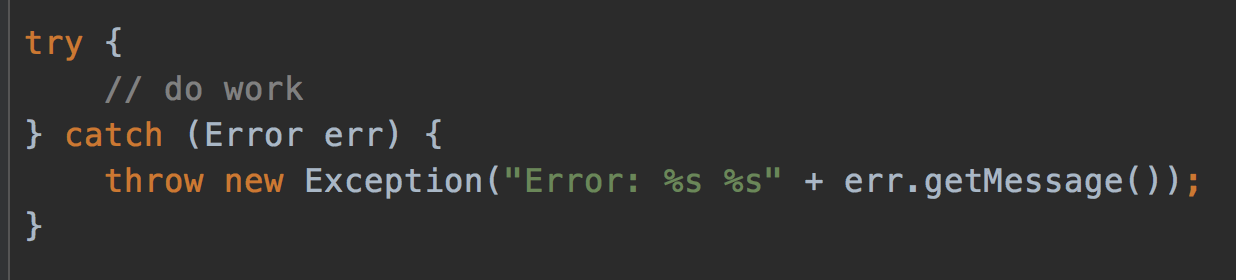 try {
    // do work
} catch (Error err) {
    throw new Exception("Error: %s %s" + err.getMessage());
}